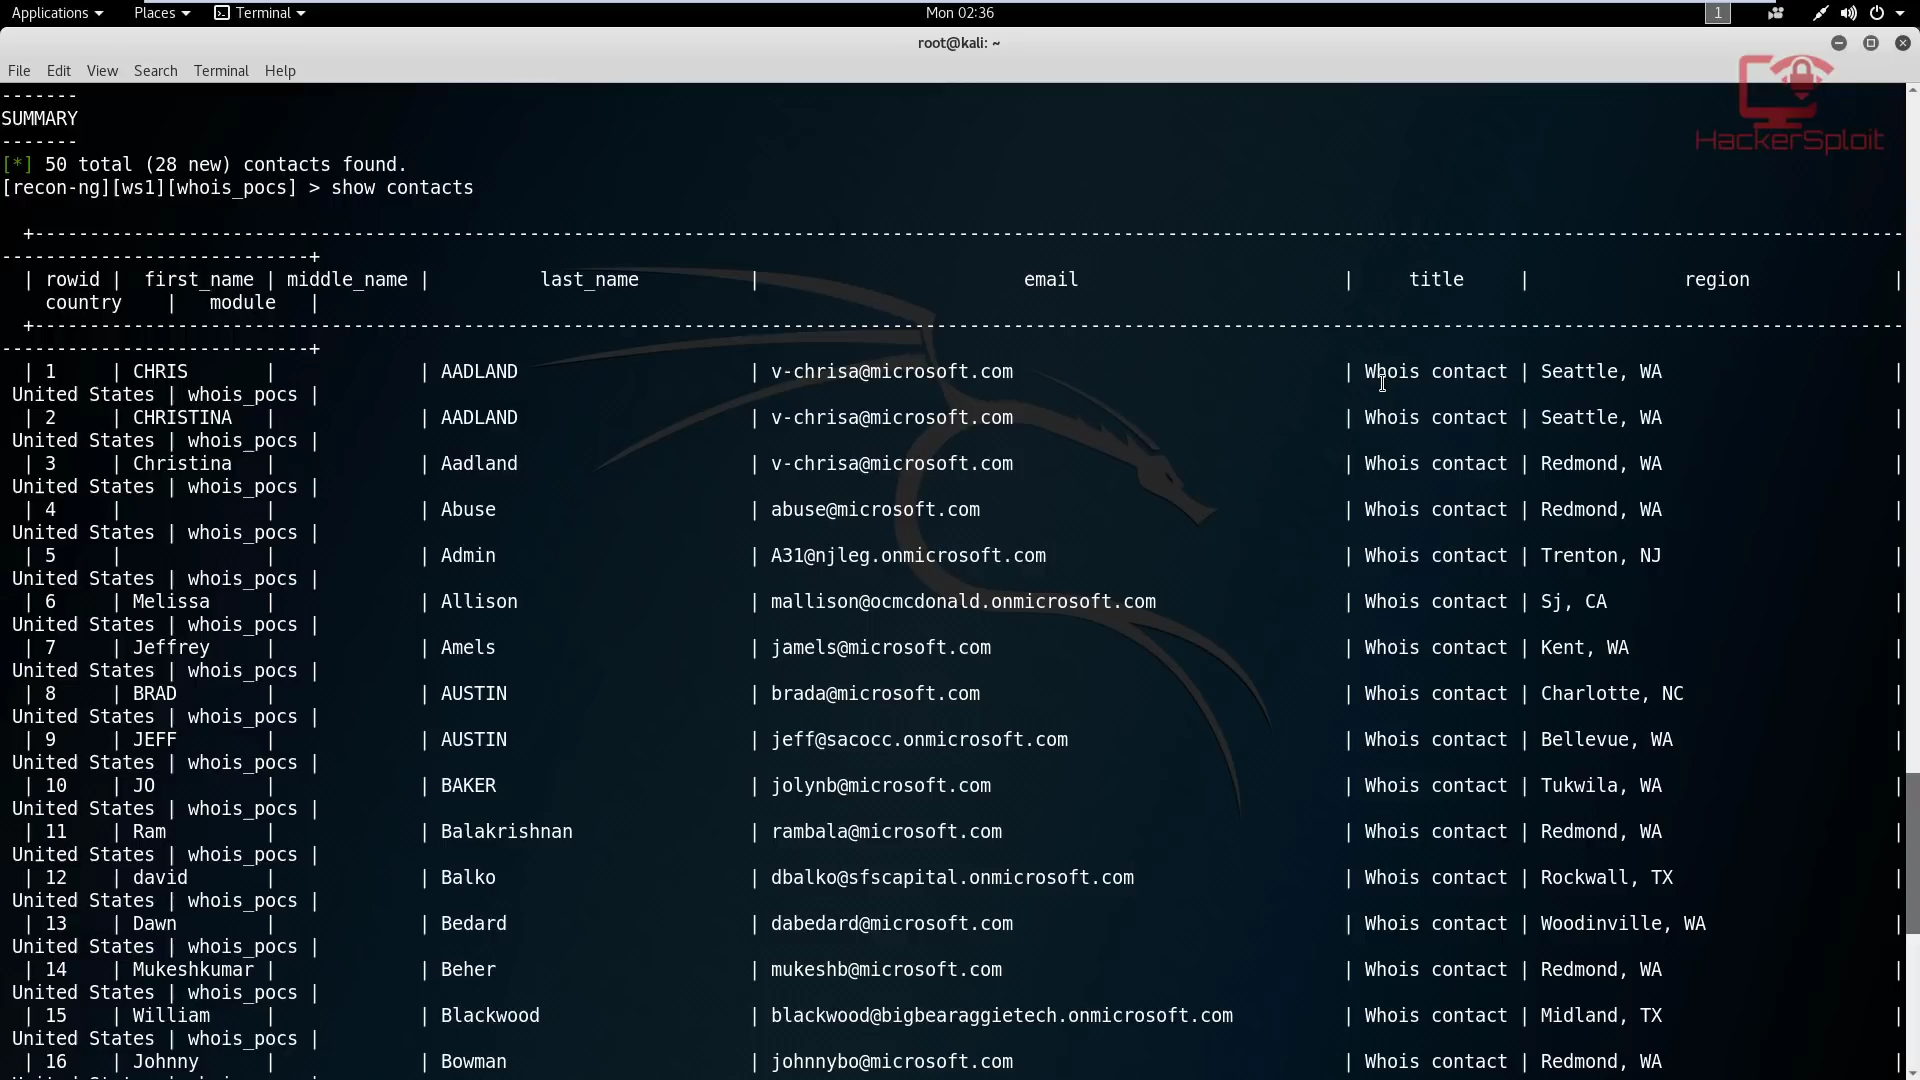 Applications Places Terminal Mon 02:36 1
root@kali: ~
File Edit View Search Terminal Help
HackerSploit
-------
SUMMARY
-------
[*] 50 total (28 new) contacts found.
[recon-ng][ws1][whois_pocs] > show contacts
| rowid | first_name | middle_name | last_name | email | title | region |
country | module |
| 1 | CHRIS | | AADLAND | v-chrisa@microsoft.com | Whois contact | Seattle, WA |
United States | whois_pocs |
| 2 | CHRISTINA | | AADLAND | v-chrisa@microsoft.com | Whois contact | Seattle, WA |
United States | whois_pocs |
| 3 | Christina | | Aadland | v-chrisa@microsoft.com | Whois contact | Redmond, WA |
United States | whois_pocs |
| 4 | | | Abuse | abuse@microsoft.com | Whois contact | Redmond, WA |
United States | whois_pocs |
| 5 | | | Admin | A31@njleg.onmicrosoft.com | Whois contact | Trenton, NJ |
United States | whois_pocs |
| 6 | Melissa | | Allison | mallison@ocmcdonald.onmicrosoft.com | Whois contact | Sj, CA |
United States | whois_pocs |
| 7 | Jeffrey | | Amels | jamels@microsoft.com | Whois contact | Kent, WA |
United States | whois_pocs |
| 8 | BRAD | | AUSTIN | brada@microsoft.com | Whois contact | Charlotte, NC |
United States | whois_pocs |
| 9 | JEFF | | AUSTIN | jeff@sacocc.onmicrosoft.com | Whois contact | Bellevue, WA |
United States | whois_pocs |
| 10 | JO | | BAKER | jolynb@microsoft.com | Whois contact | Tukwila, WA |
United States | whois_pocs |
| 11 | Ram | | Balakrishnan | rambala@microsoft.com | Whois contact | Redmond, WA |
United States | whois_pocs |
| 12 | david | | Balko | dbalko@sfscapital.onmicrosoft.com | Whois contact | Rockwall, TX |
United States | whois_pocs |
| 13 | Dawn | | Bedard | dabedard@microsoft.com | Whois contact | Woodinville, WA |
United States | whois_pocs |
| 14 | Mukeshkumar | | Beher | mukeshb@microsoft.com | Whois contact | Redmond, WA |
United States | whois_pocs |
| 15 | William | | Blackwood | blackwood@bigbearaggietech.onmicrosoft.com | Whois contact | Midland, TX |
United States | whois_pocs |
| 16 | Johnny | | Bowman | johnnybo@microsoft.com | Whois contact | Redmond, WA |